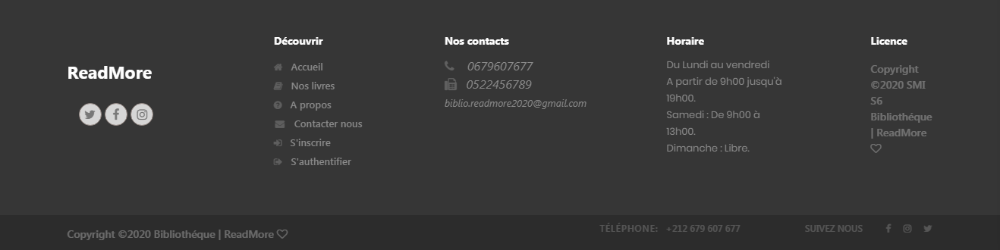 ReadMore
Découvrir
Accueil
Nos livres
A propos
Contacter nous
S'inscrire
S'authentifier
Nos contacts
0679607677
0522456789
biblio.readmore2020@gmail.com
Horaire
Du Lundi au vendredi
A partir de 9h00 jusqu'à
19h00.
Samedi : De 9h00 à
13h00.
Dimanche : Libre.
Licence
Copyright
©2020 SMI
S6
Bibliothéque
| ReadMore
♡
Copyright ©2020 Bibliothéque | ReadMore ♡
TÉLÉPHONE: +212 679 607 677
SUIVEZ NOUS